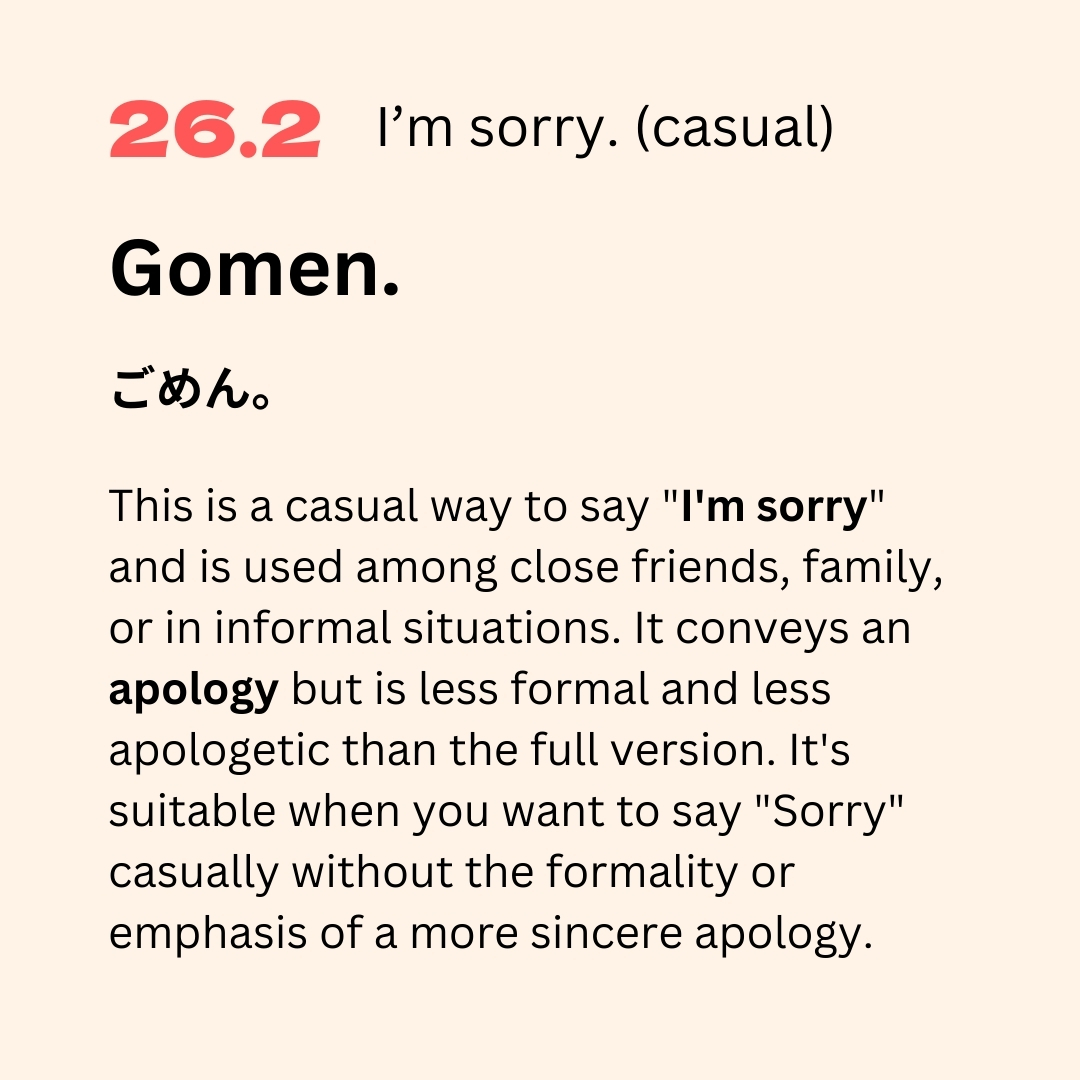 26.2 I’m sorry. (casual)
Gomen.
ごめん。
This is a casual way to say "I'm sorry"
and is used among close friends, family,
or in informal situations. It conveys an
apology but is less formal and less
apologetic than the full version. It's
suitable when you want to say "Sorry"
casually without the formality or
emphasis of a more sincere apology.